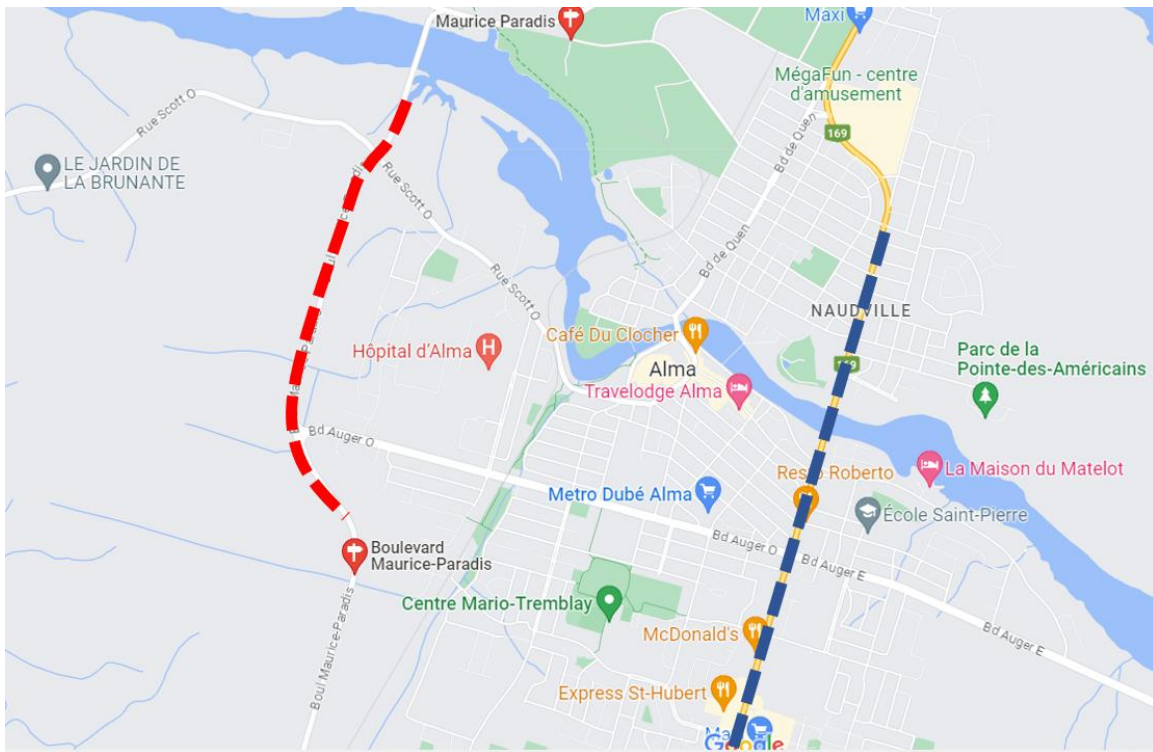 Maurice Paradis
Maxi
MégaFun - centre
d'amusement
169
Rue Scott O
Bd de Quen
LE JARDIN DE
LA BRUNANTE
Rue Scott O
Bd de Quen
Rue Scott O
NAUDVILLE
Café Du Clocher
Hôpital d'Alma
H
Alma
Parc de la
Pointe-des-Américains
169
Travelodge Alma
Bd Auger O
La Maison du Matelot
Roberto
Metro Dubé Alma
École Saint-Pierre
Bd Auger O
Boulevard
Maurice-Paradis
Bd Auger E
Centre Mario-Tremblay
McDonald's
Boul Maurice-Paradis
Bd Auger E
Express St-Hubert
Google